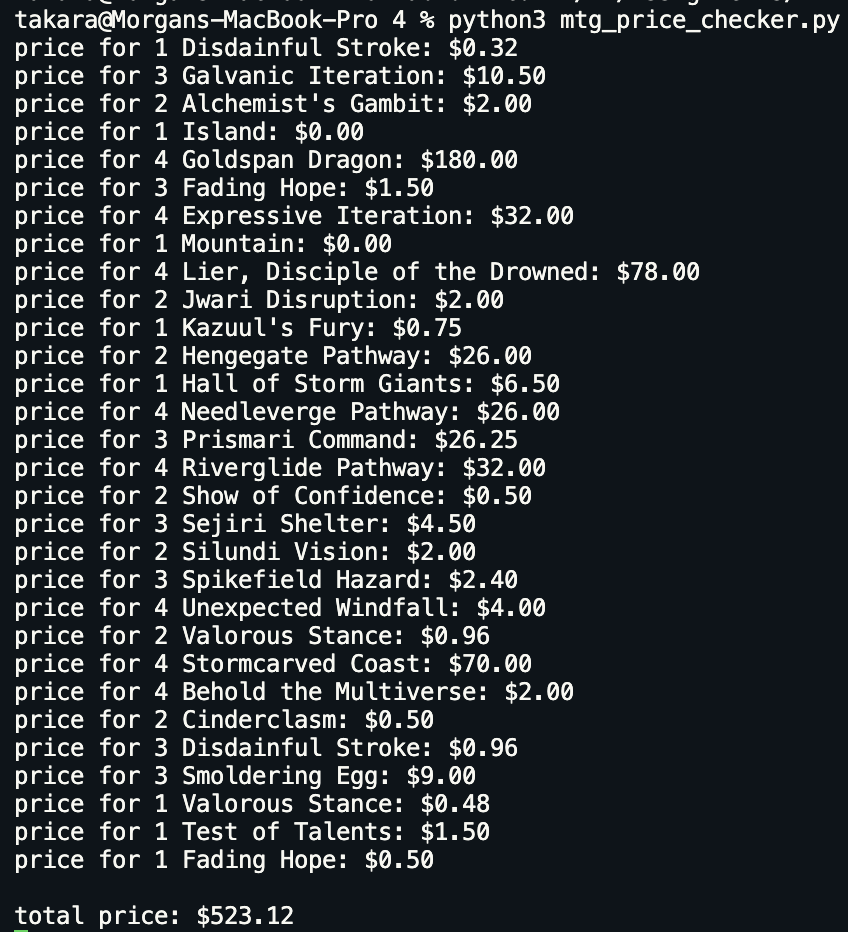 takara@Morgans-MacBook-Pro 4 % python3 mtg_price_checker.py
price for 1 Disdainful Stroke: $0.32
price for 3 Galvanic Iteration: $10.50
price for 2 Alchemist's Gambit: $2.00
price for 1 Island: $0.00
price for 4 Goldspan Dragon: $180.00
price for 3 Fading Hope: $1.50
price for 4 Expressive Iteration: $32.00
price for 1 Mountain: $0.00
price for 4 Lier, Disciple of the Drowned: $78.00
price for 2 Jwari Disruption: $2.00
price for 1 Kazuul's Fury: $0.75
price for 2 Hengegate Pathway: $26.00
price for 1 Hall of Storm Giants: $6.50
price for 4 Needleverge Pathway: $26.00
price for 3 Prismari Command: $26.25
price for 4 Riverglide Pathway: $32.00
price for 2 Show of Confidence: $0.50
price for 3 Sejiri Shelter: $4.50
price for 2 Silundi Vision: $2.00
price for 3 Spikefield Hazard: $2.40
price for 4 Unexpected Windfall: $4.00
price for 2 Valorous Stance: $0.96
price for 4 Stormcarved Coast: $70.00
price for 4 Behold the Multiverse: $2.00
price for 2 Cinderclasm: $0.50
price for 3 Disdainful Stroke: $0.96
price for 3 Smoldering Egg: $9.00
price for 1 Valorous Stance: $0.48
price for 1 Test of Talents: $1.50
price for 1 Fading Hope: $0.50
total price: $523.12